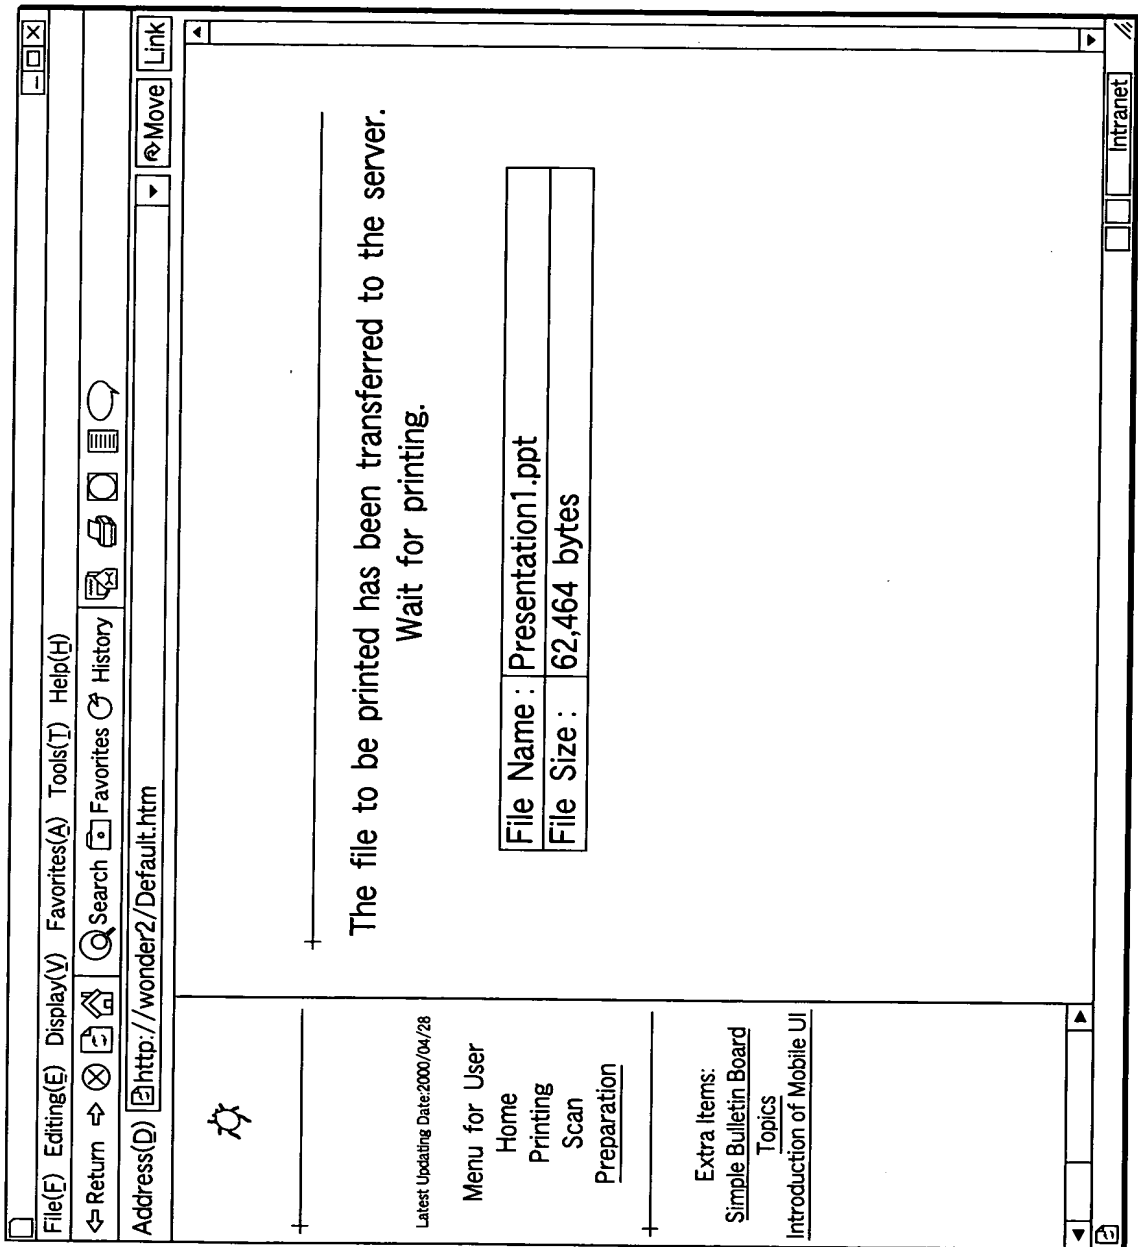 File(F) Editing(E) Display(V) Favorites(A) Tools(T) Help(H)
Return Search Favorites History
Address(D) http://wonder2/Default.htm Move Link
Latest Updating Date:2000/04/28
Menu for User
Home
Printing
Scan
Preparation
Extra Items:
Simple Bulletin Board
Topics
Introduction of Mobile UI
The file to be printed has been transferred to the server.
Wait for printing.
File Name : Presentation1.ppt
File Size : 62,464 bytes
Intranet